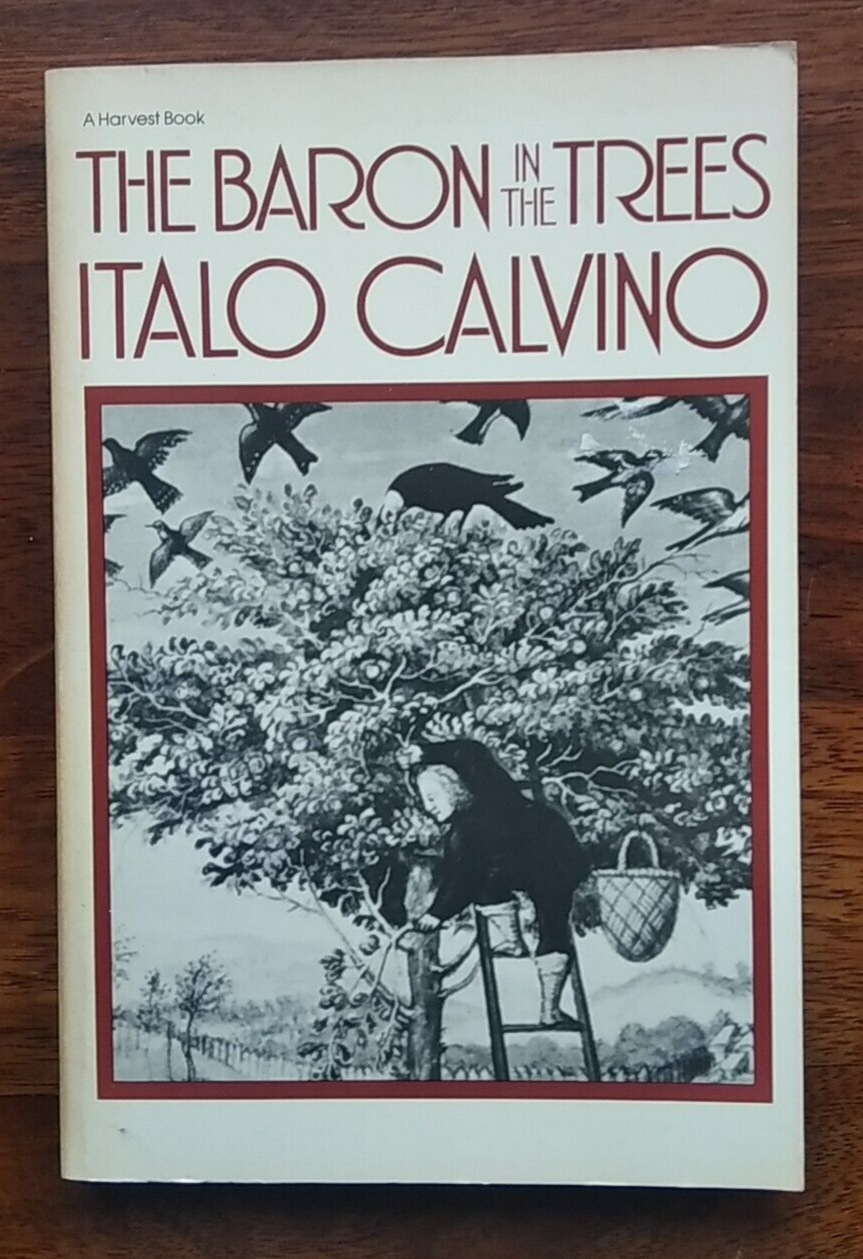 A Harvest Book
THE BARON IN THE TREES
ITALO CALVINO